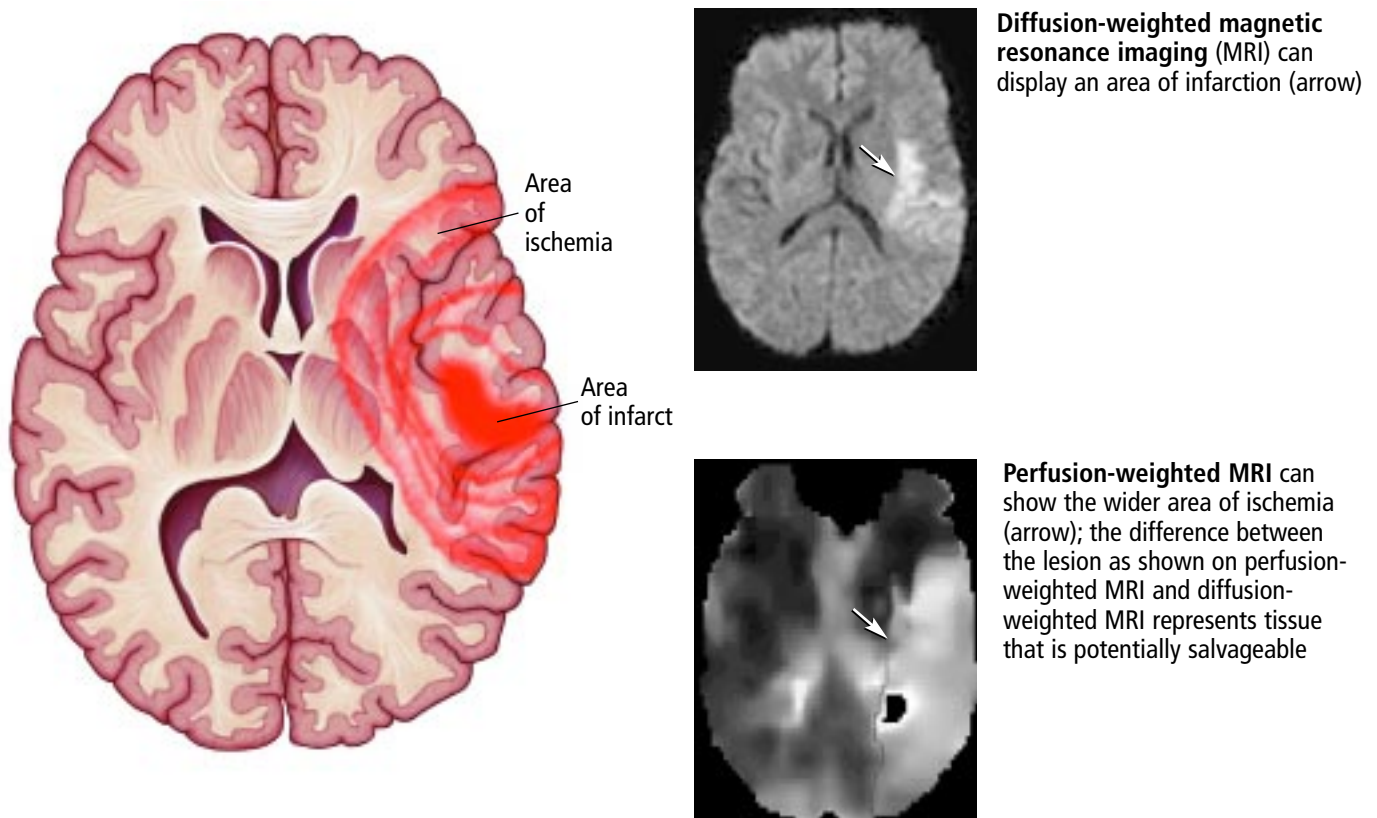 Area
of
ischemia
Area
of infarct
Diffusion-weighted magnetic
resonance imaging (MRI) can
display an area of infarction (arrow)
Perfusion-weighted MRI can
show the wider area of ischemia
(arrow); the difference between
the lesion as shown on perfusion-
weighted MRI and diffusion-
weighted MRI represents tissue
that is potentially salvageable